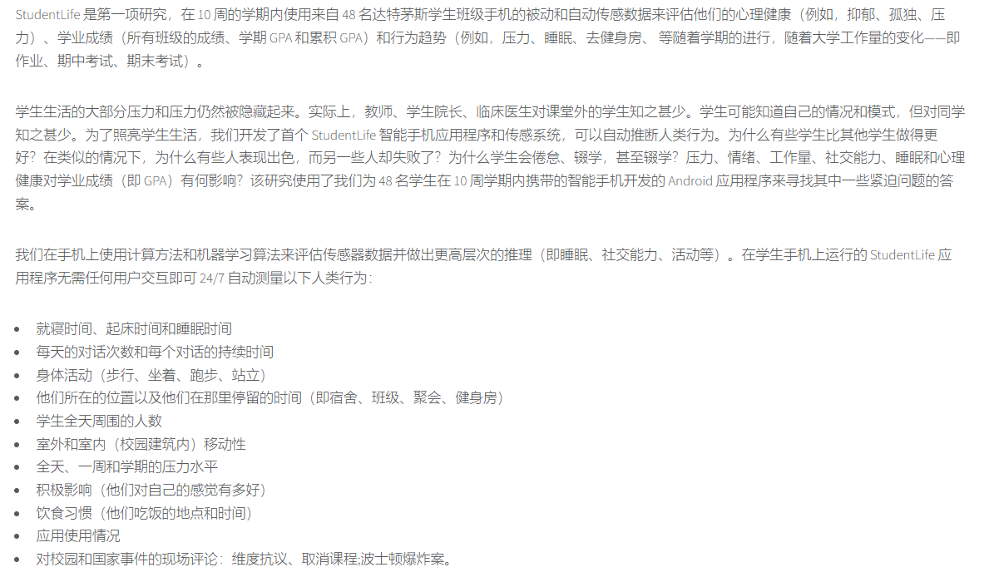 StudentLife 是第一项研究，在 10 周的学期内使用来自 48 名达特茅斯学生班级手机的被动和自动传感数据来评估他们的心理健康（例如，抑郁、孤独、压
力）、学业成绩（所有班级的成绩、学期 GPA 和累积 GPA）和行为趋势（例如，压力、睡眠、去健身房、 等随着学期的进行，随着大学工作量的变化——即
作业、期中考试、期末考试）。
学生生活的大部分压力和压力仍然被隐藏起来。实际上，教师、学生院长、临床医生对课堂外的学生知之甚少。学生可能知道自己的情况和模式，但对同学
知之甚少。为了照亮学生生活，我们开发了首个 StudentLife 智能手机应用程序和传感系统，可以自动推断人类行为。为什么有些学生比其他学生做得更
好？在类似的情况下，为什么有些人表现出色，而另一些人却失败了？为什么学生会倦怠、辍学，甚至辍学？压力、情绪、工作量、社交能力、睡眠和心理
健康对学业成绩（即 GPA）有何影响？该研究使用了我们为 48 名学生在 10 周学期内携带的智能手机开发的 Android 应用程序来寻找其中一些紧迫问题的答
案。
我们在手机上使用计算方法和机器学习算法来评估传感器数据并做出更高层次的推理（即睡眠、社交能力、活动等）。在学生手机上运行的 StudentLife 应
用程序无需任何用户交互即可 24/7 自动测量以下人类行为：
• 就寝时间、起床时间和睡眠时间
• 每天的对话次数和每个对话的持续时间
• 身体活动（步行、坐着、跑步、站立）
• 他们所在的位置以及他们在那里停留的时间（即宿舍、班级、聚会、健身房）
• 学生全天周围的人数
• 室外和室内（校园建筑内）移动性
• 全天、一周和学期的压力水平
• 积极影响（他们对自己的感觉有多好）
• 饮食习惯（他们吃饭的地点和时间）
• 应用使用情况
• 对校园和国家事件的现场评论：维度抗议、取消课程;波士顿爆炸案。